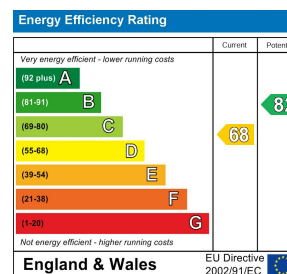 Energy Efficiency Rating
Current
Very energy efficient - lower running costs
(92 plus) A
(81-91) B
(69-80) C
(55-68) D
(39-54) E
(21-38) F
(1-20) G
68
Not energy efficient - higher running costs
England & Wales
EU Directive
2002/91/EC